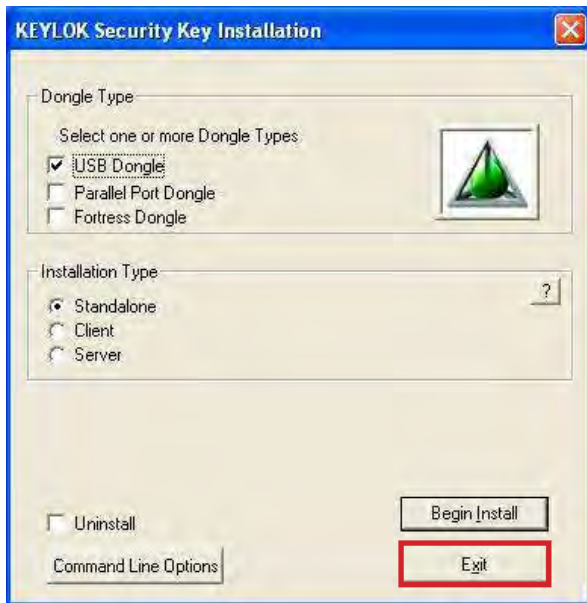 KEYLOK Security Key Installation
Dongle Type
Select one or more Dongle Types
USB Dongle
Parallel Port Dongle
Fortress Dongle
Installation Type
?
Standalone
Client
Server
Begin Install
Uninstall
Command Line Options
Exit